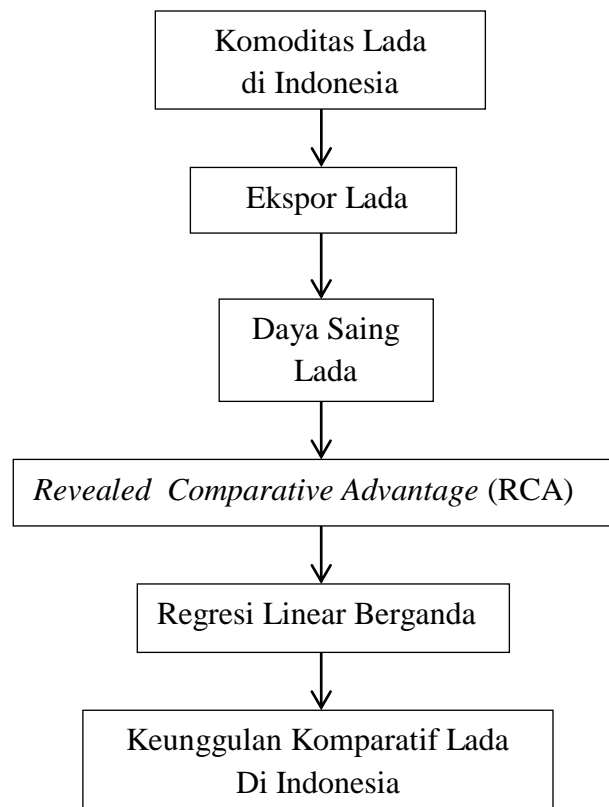 Komoditas Lada
di Indonesia
Ekspor Lada
Daya Saing
Lada
Revealed Comparative Advantage (RCA)
Regresi Linear Berganda
Keunggulan Komparatif Lada
Di Indonesia